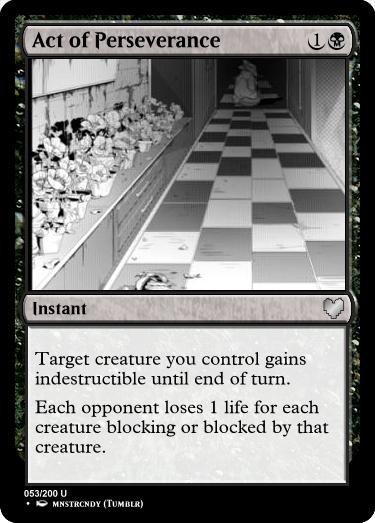 Act of Perseverance 1
Instant
Target creature you control gains
indestructible until end of turn.
Each opponent loses 1 life for each
creature blocking or blocked by that
creature.
053/200 U
• MNSTRCNDY (TUMBLR)